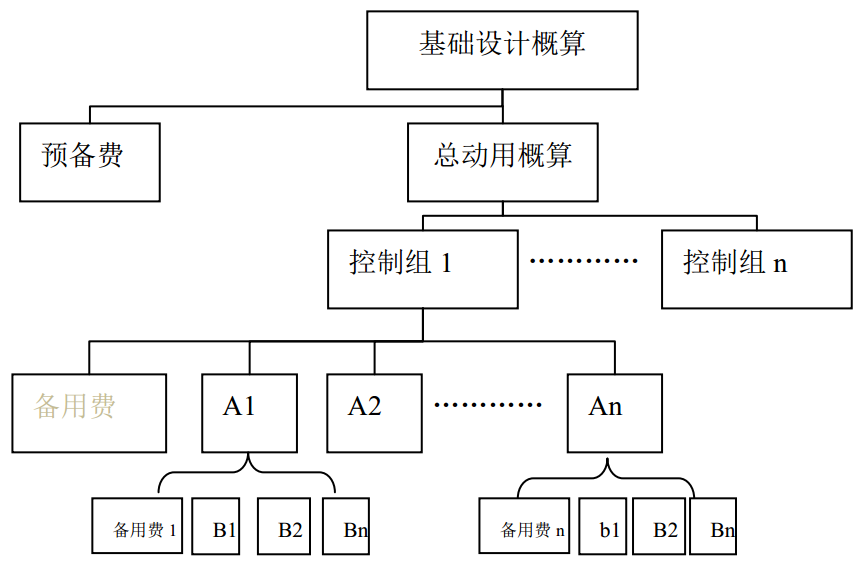 基础设计概算
预备费
总动用概算
控制组 1
…………
控制组 n
备用费
A1
A2
…………
An
备用费 1
B1
B2
Bn
备用费 n
b1
B2
Bn